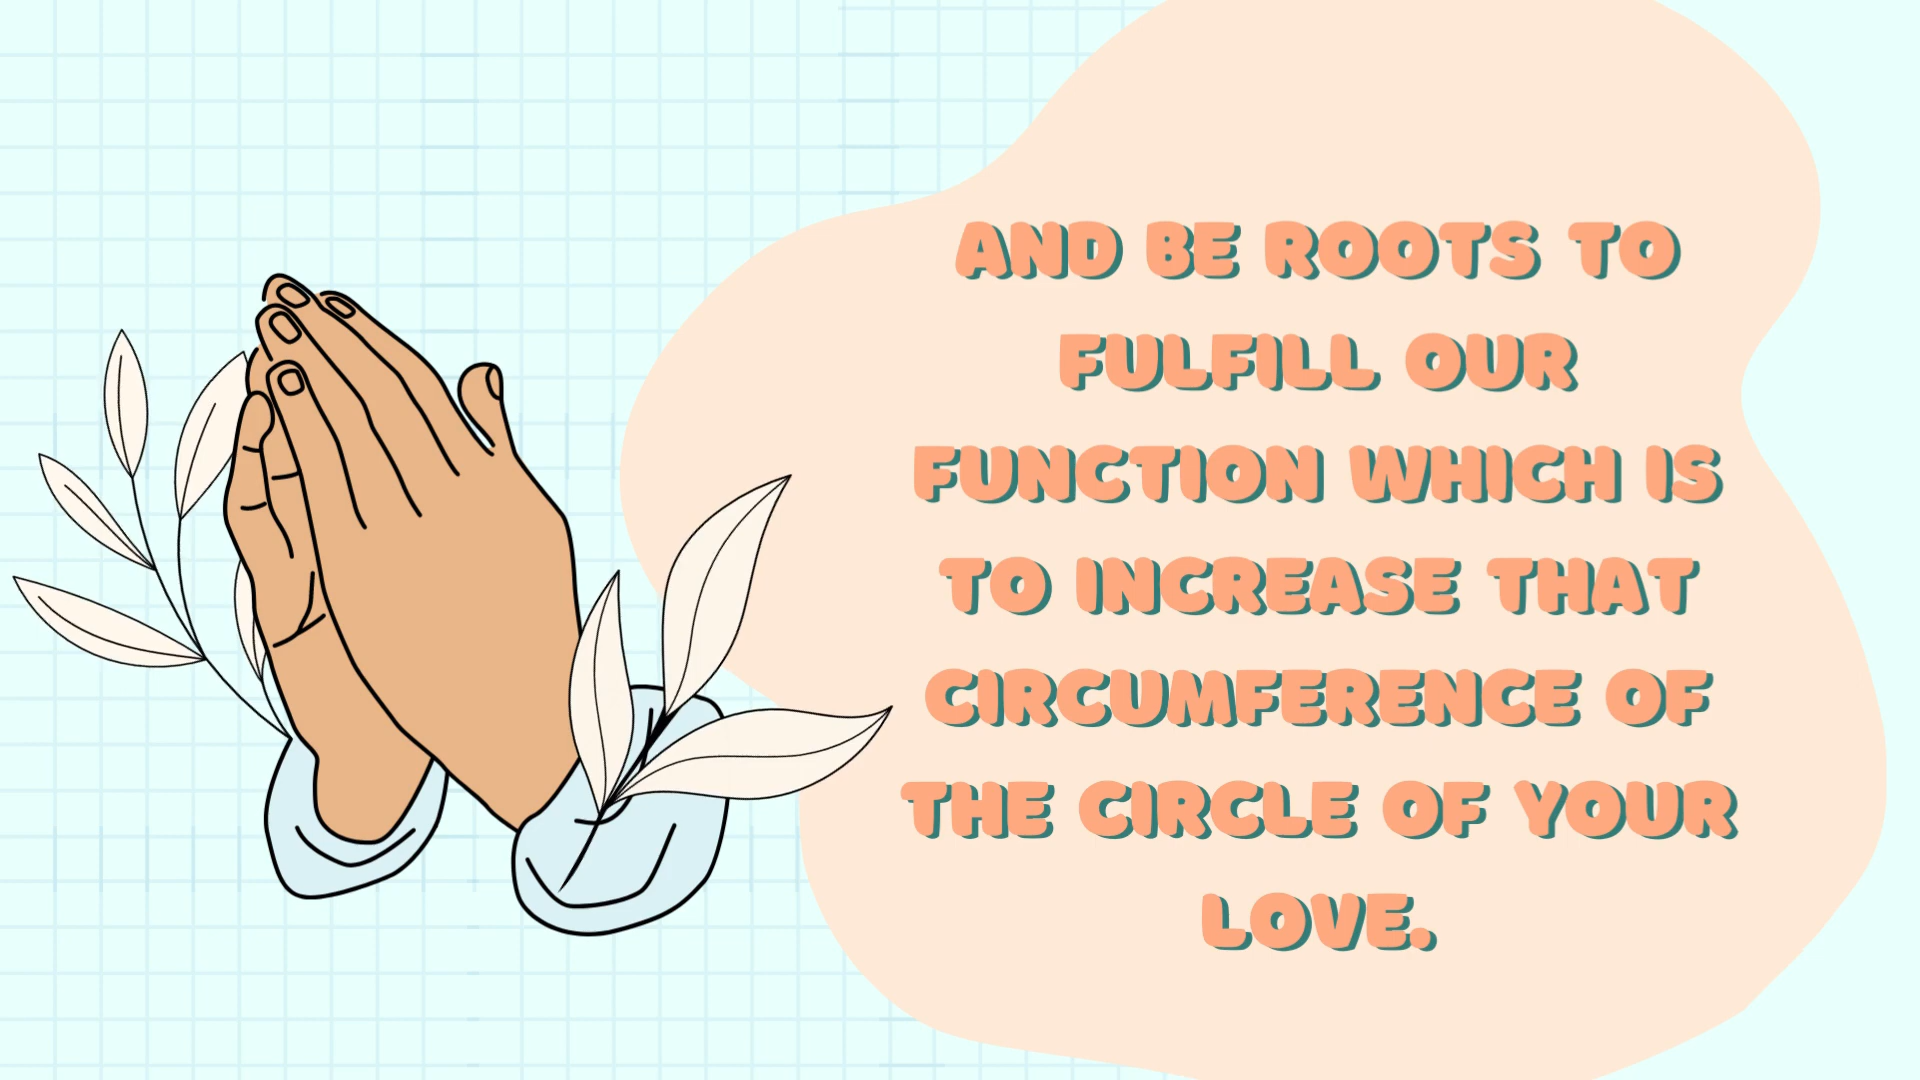 AND BE ROOTS TO
FULFILL OUR
FUNCTION WHICH IS
TO INCREASE THAT
CIRCUMFERENCE OF
THE CIRCLE OF YOUR
LOVE.